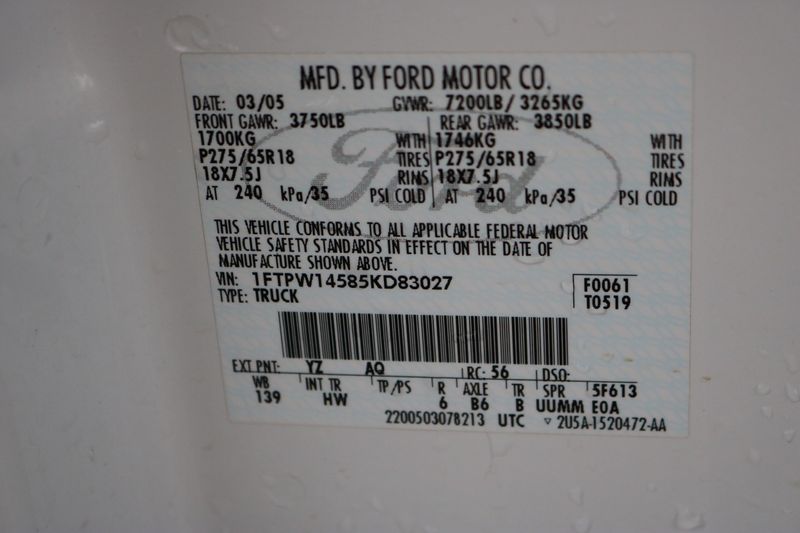 MFD. BY FORD MOTOR CO.
DATE: 03/05 GVWR: 7200LB/ 3265KG
FRONT GAWR: 3750LB REAR GAWR: 3850LB
1700KG WITH 1746KG WITH
P275/65R18 TIRES P275/65R18 TIRES
18X7.5J RIMS 18X7.5J RIMS
AT 240 kPa/35 PSI COLD AT 240 kPa/35 PSI COLD
Ford
THIS VEHICLE CONFORMS TO ALL APPLICABLE FEDERAL MOTOR
VEHICLE SAFETY STANDARDS IN EFFECT ON THE DATE OF
MANUFACTURE SHOWN ABOVE.
VIN: 1FTPW14585KD83027 F0061
TYPE: TRUCK T0519
EXT PNT: YZ AQ RC: 56 DSO:
WB INT TR TP/PS R AXLE TR SPR 5F613
139 HW 6 B6 B UUMM E0A
2200503078213 UTC ▽ 2U5A-1520472-AA